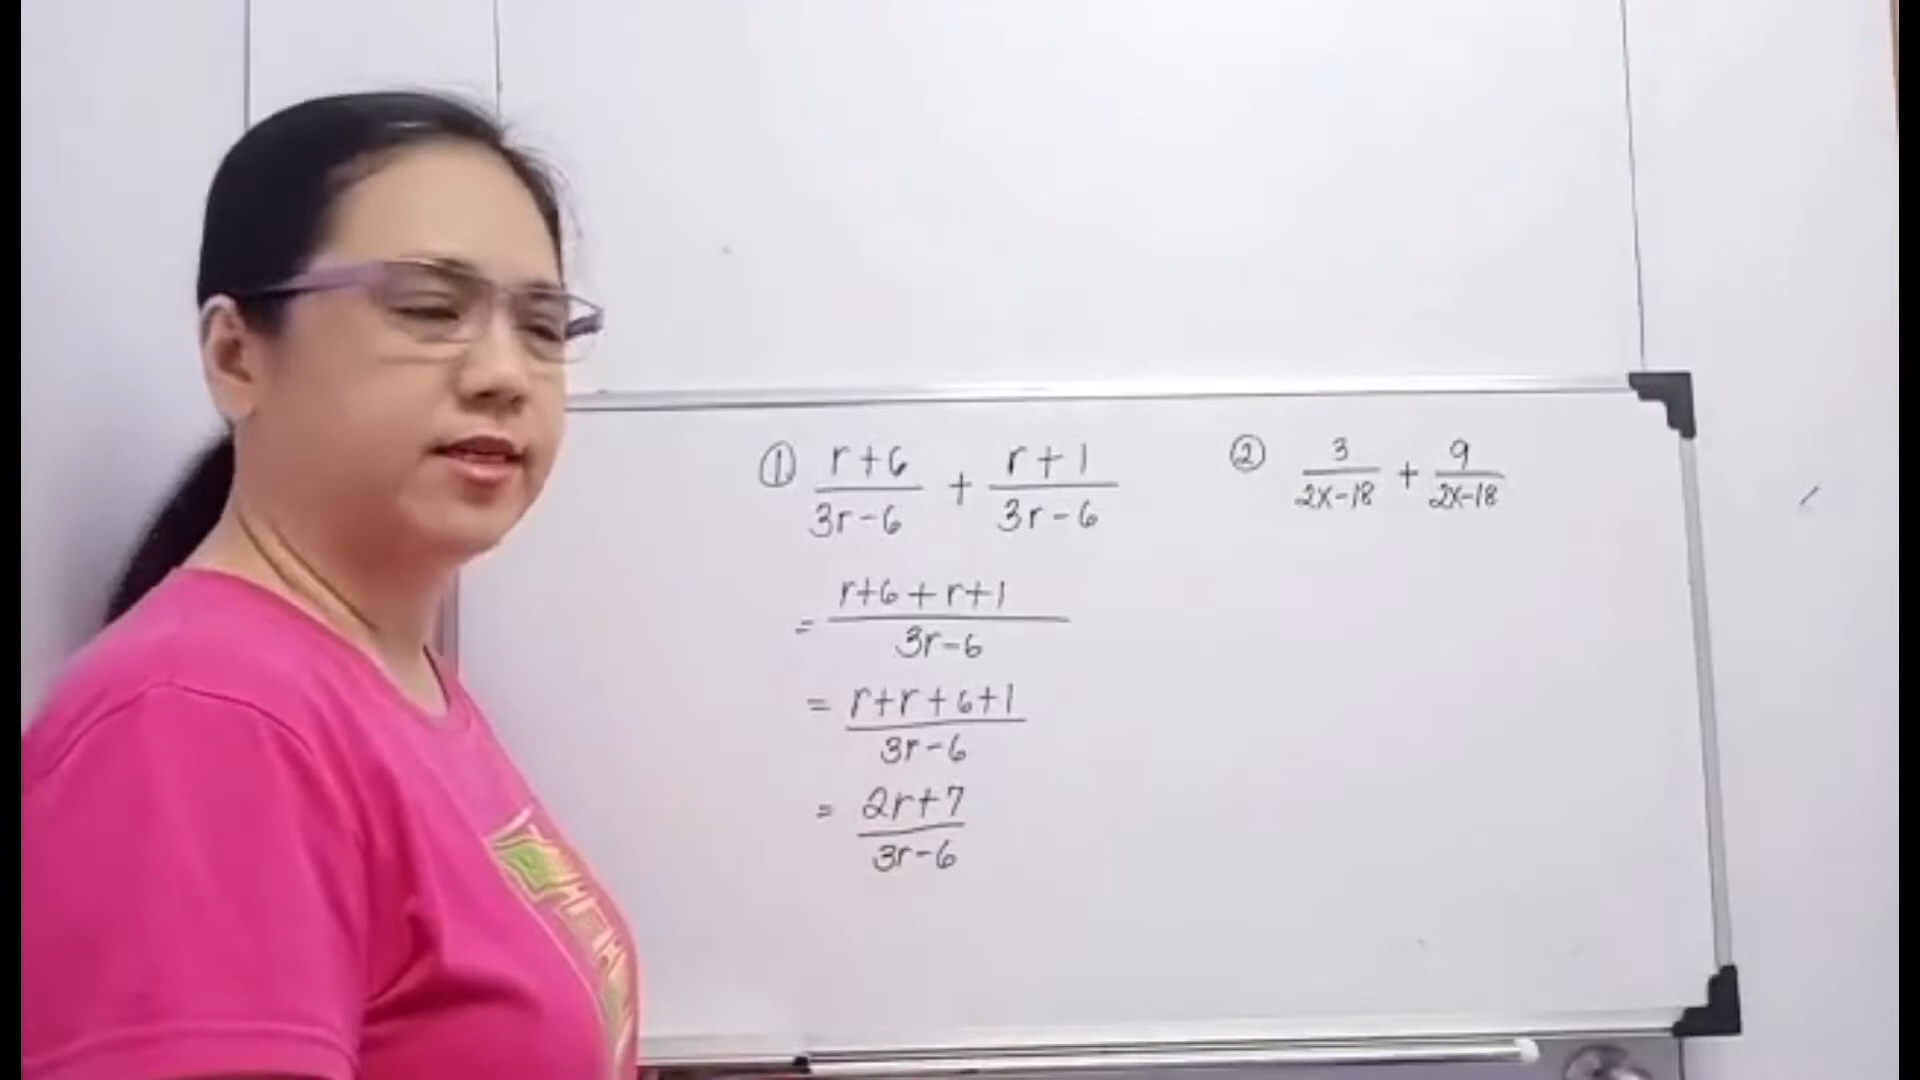 ① r+6/3r-6 + r+1/3r-6
= r+6+r+1/3r-6
= r+r+6+1/3r-6
= 2r+7/3r-6
② 3/2x-18 + 9/2x-18